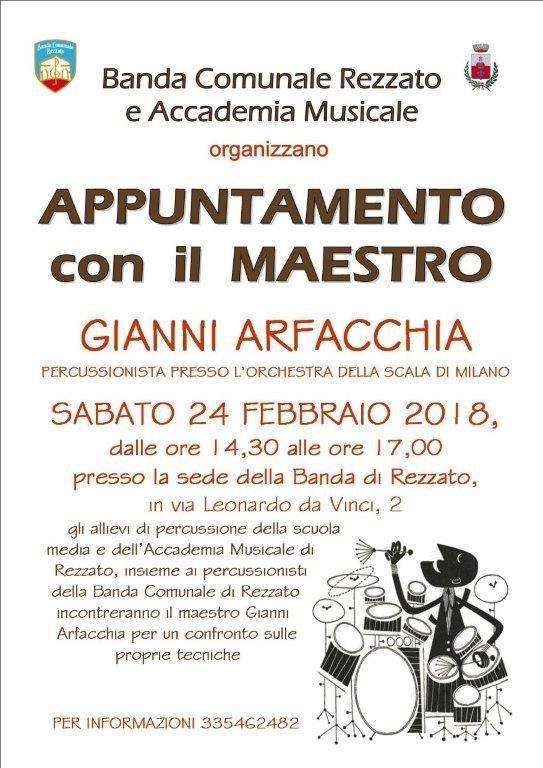 Banda Comunale
Rezzato
Banda Comunale Rezzato
e Accademia Musicale
organizzano
APPUNTAMENTO
con il MAESTRO
GIANNI ARFACCHIA
PERCUSSIONISTA PRESSO L'ORCHESTRA DELLA SCALA DI MILANO
SABATO 24 FEBBRAIO 2018,
dalle ore 14,30 alle ore 17,00
presso la sede della Banda di Rezzato,
in via Leonardo da Vinci, 2
gli allievi di percussione della scuola
media e dell'Accademia Musicale di
Rezzato, insieme ai percussionisti
della Banda Comunale di Rezzato
incontreranno il maestro Gianni
Arfacchia per un confronto sulle
proprie tecniche
PER INFORMAZIONI 335462482